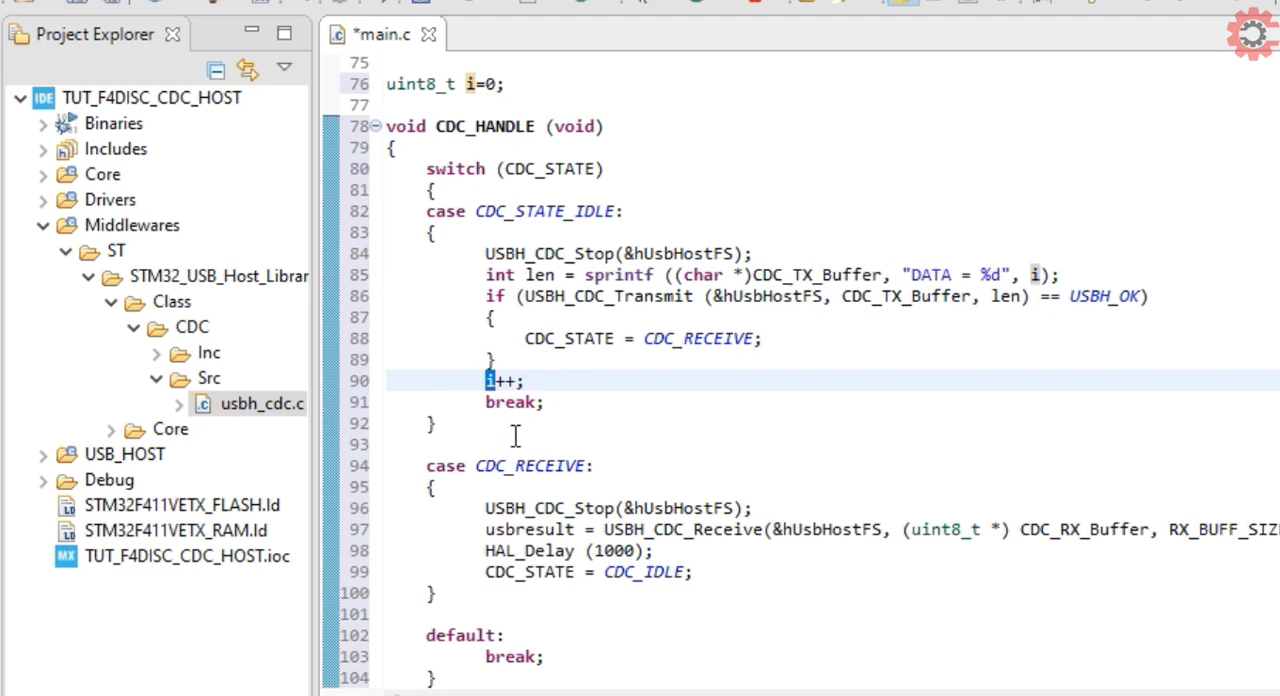 Project Explorer
TUT_F4DISC_CDC_HOST
Binaries
Includes
Core
Drivers
Middlewares
ST
STM32_USB_Host_Librar
Class
CDC
Inc
Src
usbh_cdc.c
Core
USB_HOST
Debug
STM32F411VETX_FLASH.ld
STM32F411VETX_RAM.ld
TUT_F4DISC_CDC_HOST.ioc
*main.c
75
76 uint8_t i=0;
77
78 void CDC_HANDLE (void)
79 {
80 switch (CDC_STATE)
81 {
82 case CDC_STATE_IDLE:
83 {
84 USBH_CDC_Stop(&hUsbHostFS);
85 int len = sprintf ((char *)CDC_TX_Buffer, "DATA = %d", i);
86 if (USBH_CDC_Transmit (&hUsbHostFS, CDC_TX_Buffer, len) == USBH_OK)
87 {
88 CDC_STATE = CDC_RECEIVE;
89 }
90 i++;
91 break;
92 }
93
94 case CDC_RECEIVE:
95 {
96 USBH_CDC_Stop(&hUsbHostFS);
97 usbresult = USBH_CDC_Receive(&hUsbHostFS, (uint8_t *) CDC_RX_Buffer, RX_BUFF_SIZE
98 HAL_Delay (1000);
99 CDC_STATE = CDC_IDLE;
100 }
101
102 default:
103 break;
104 }